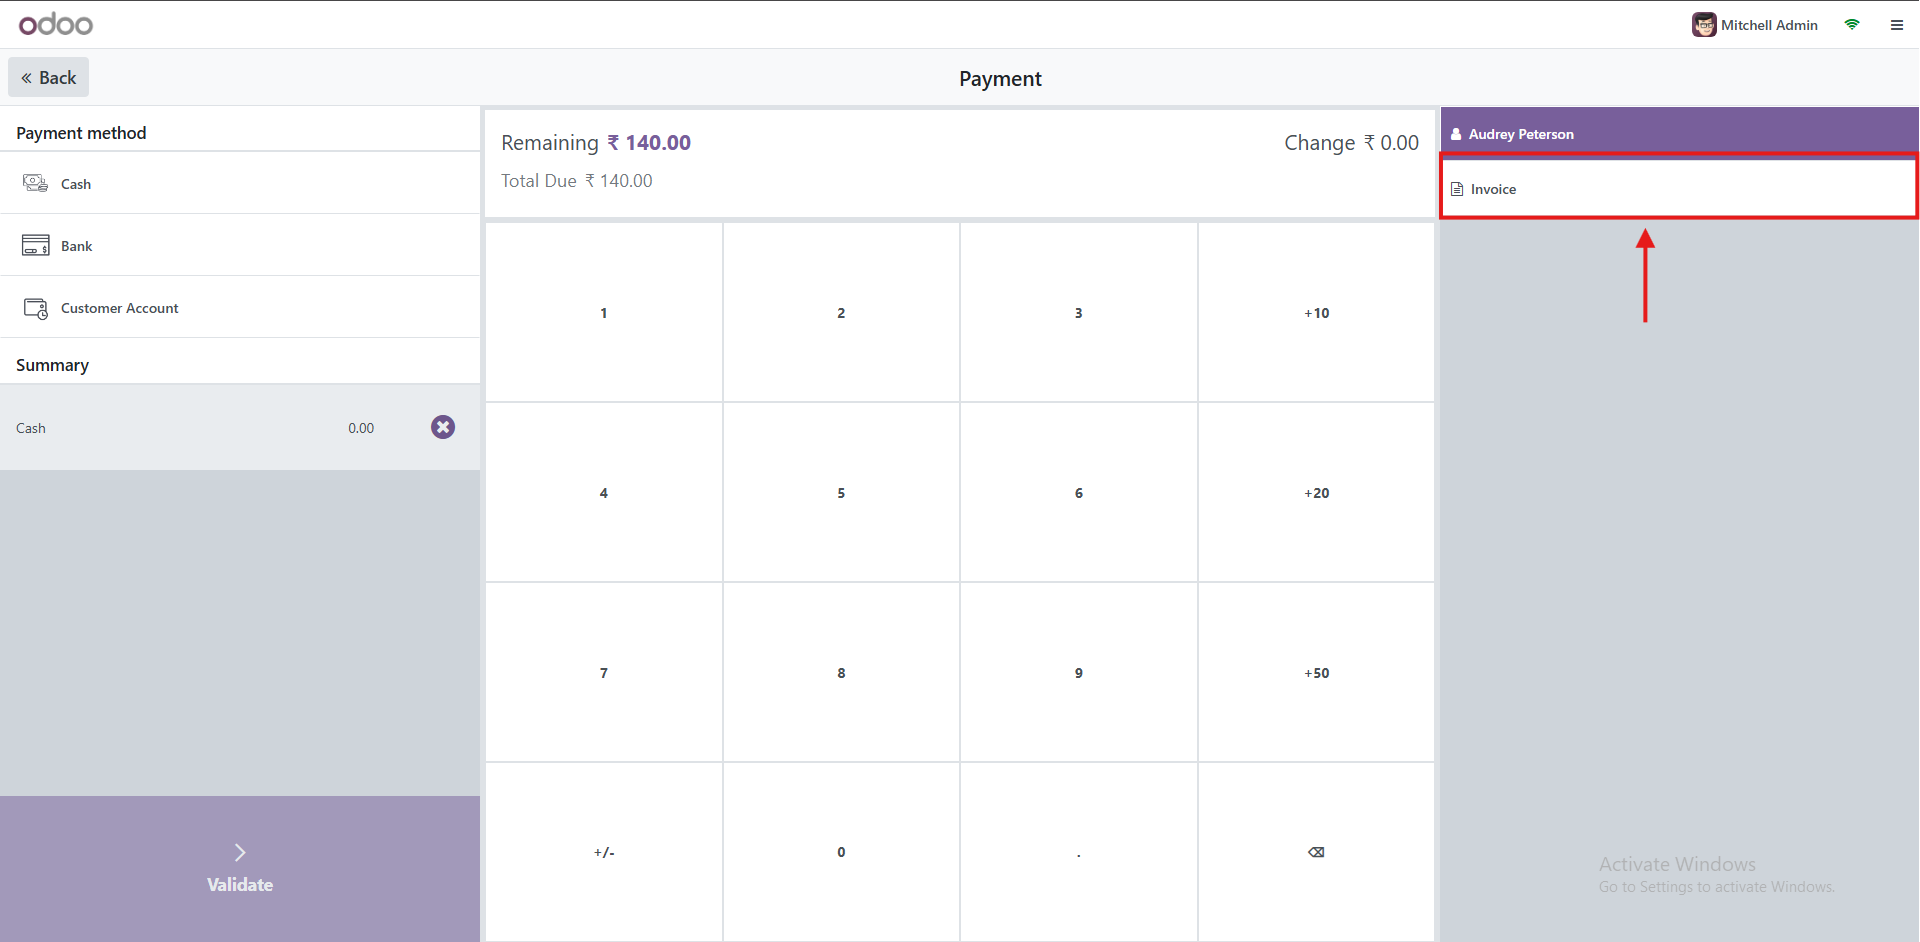 odoo
Mitchell Admin
« Back
Payment
Payment method
Cash
Bank
Customer Account
Summary
Cash 0.00
Validate
Remaining ₹ 140.00
Change ₹ 0.00
Total Due ₹ 140.00
1 2 3 +10
4 5 6 +20
7 8 9 +50
+/- 0 . ⌫
Audrey Peterson
Invoice
Activate Windows
Go to Settings to activate Windows.